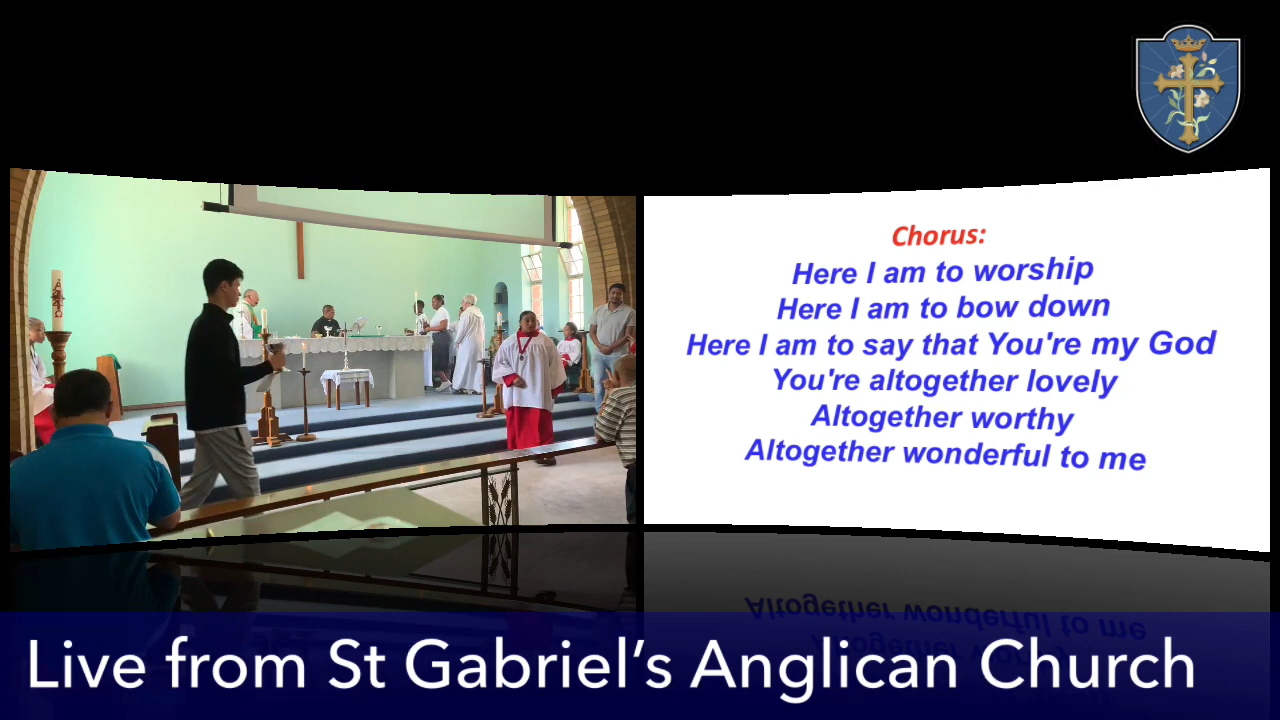 Chorus:
Here I am to worship
Here I am to bow down
Here I am to say that You're my God
You're altogether lovely
Altogether worthy
Altogether wonderful to me
Live from St Gabriel's Anglican Church